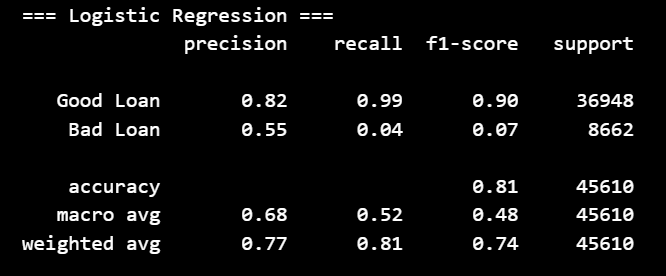 === Logistic Regression ===
precision recall f1-score support
Good Loan 0.82 0.99 0.90 36948
Bad Loan 0.55 0.04 0.07 8662
accuracy 0.81 45610
macro avg 0.68 0.52 0.48 45610
weighted avg 0.77 0.81 0.74 45610